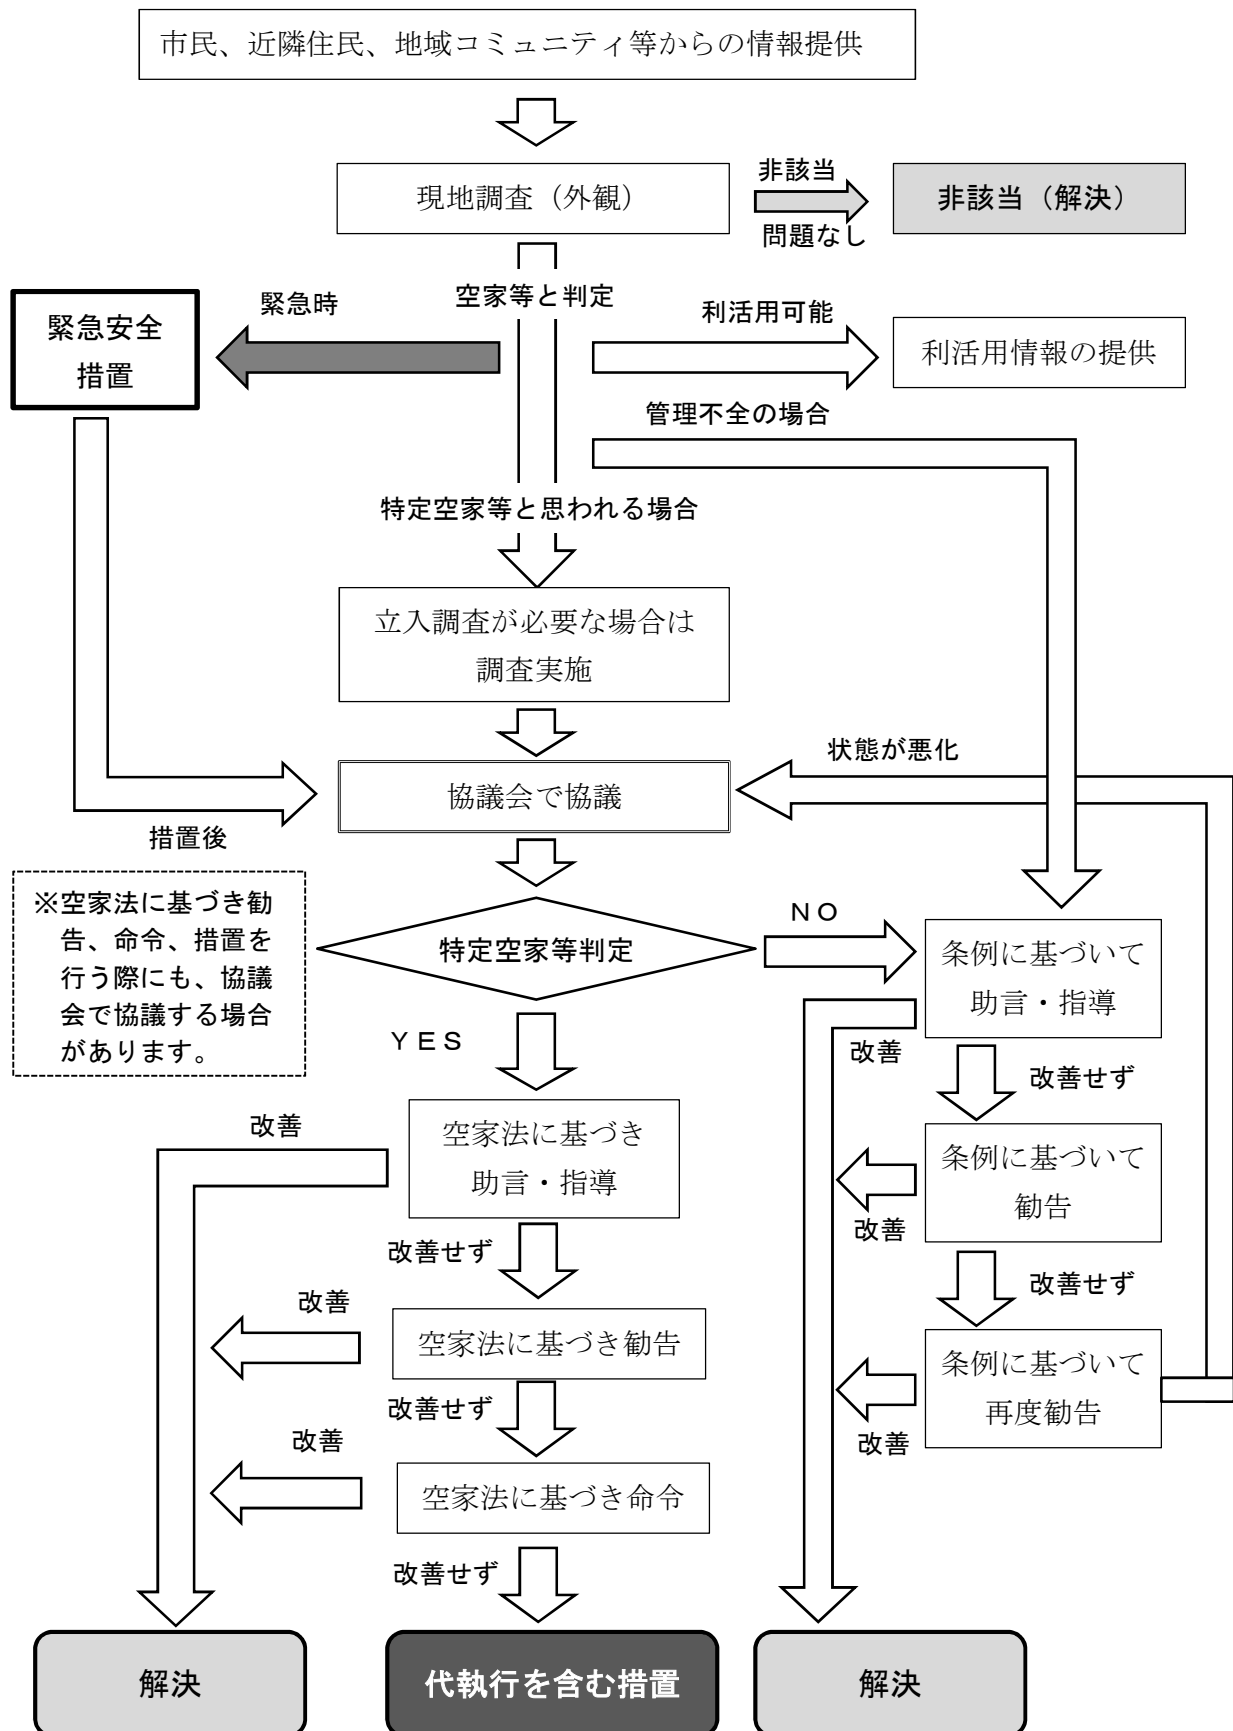 市民、近隣住民、地域コミュニティ等からの情報提供
現地調査（外観）
非該当
問題なし
非該当（解決）
空家等と判定
緊急時
緊急安全
措置
利活用可能
利活用情報の提供
管理不全の場合
特定空家等と思われる場合
立入調査が必要な場合は
調査実施
状態が悪化
協議会で協議
措置後
※空家法に基づき勧
告、命令、措置を
行う際にも、協議
会で協議する場合
があります。
特定空家等判定
ＮＯ
条例に基づいて
助言・指導
ＹＥＳ
改善
改善せず
空家法に基づき
助言・指導
改善
条例に基づいて
勧告
改善
改善せず
改善せず
改善
空家法に基づき勧告
条例に基づいて
再度勧告
改善せず
改善
改善
空家法に基づき命令
改善せず
解決
代執行を含む措置
解決